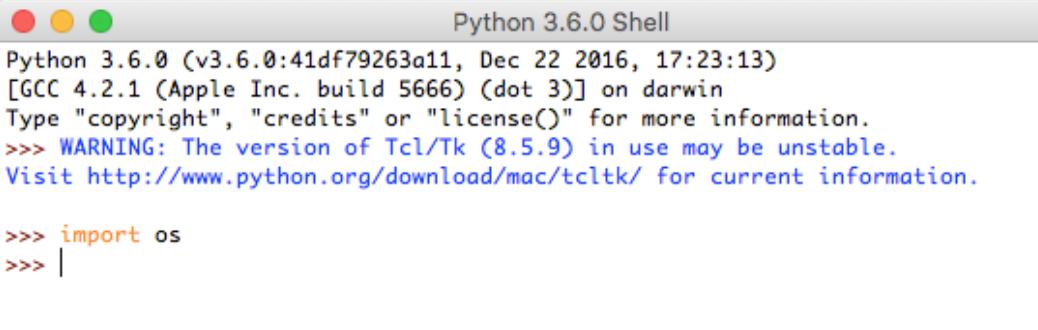 Python 3.6.0 Shell
Python 3.6.0 (v3.6.0:41df79263a11, Dec 22 2016, 17:23:13)
[GCC 4.2.1 (Apple Inc. build 5666) (dot 3)] on darwin
Type "copyright", "credits" or "license()" for more information.
>>> WARNING: The version of Tcl/Tk (8.5.9) in use may be unstable.
Visit http://www.python.org/download/mac/tcltk/ for current information.
>>> import os
>>>